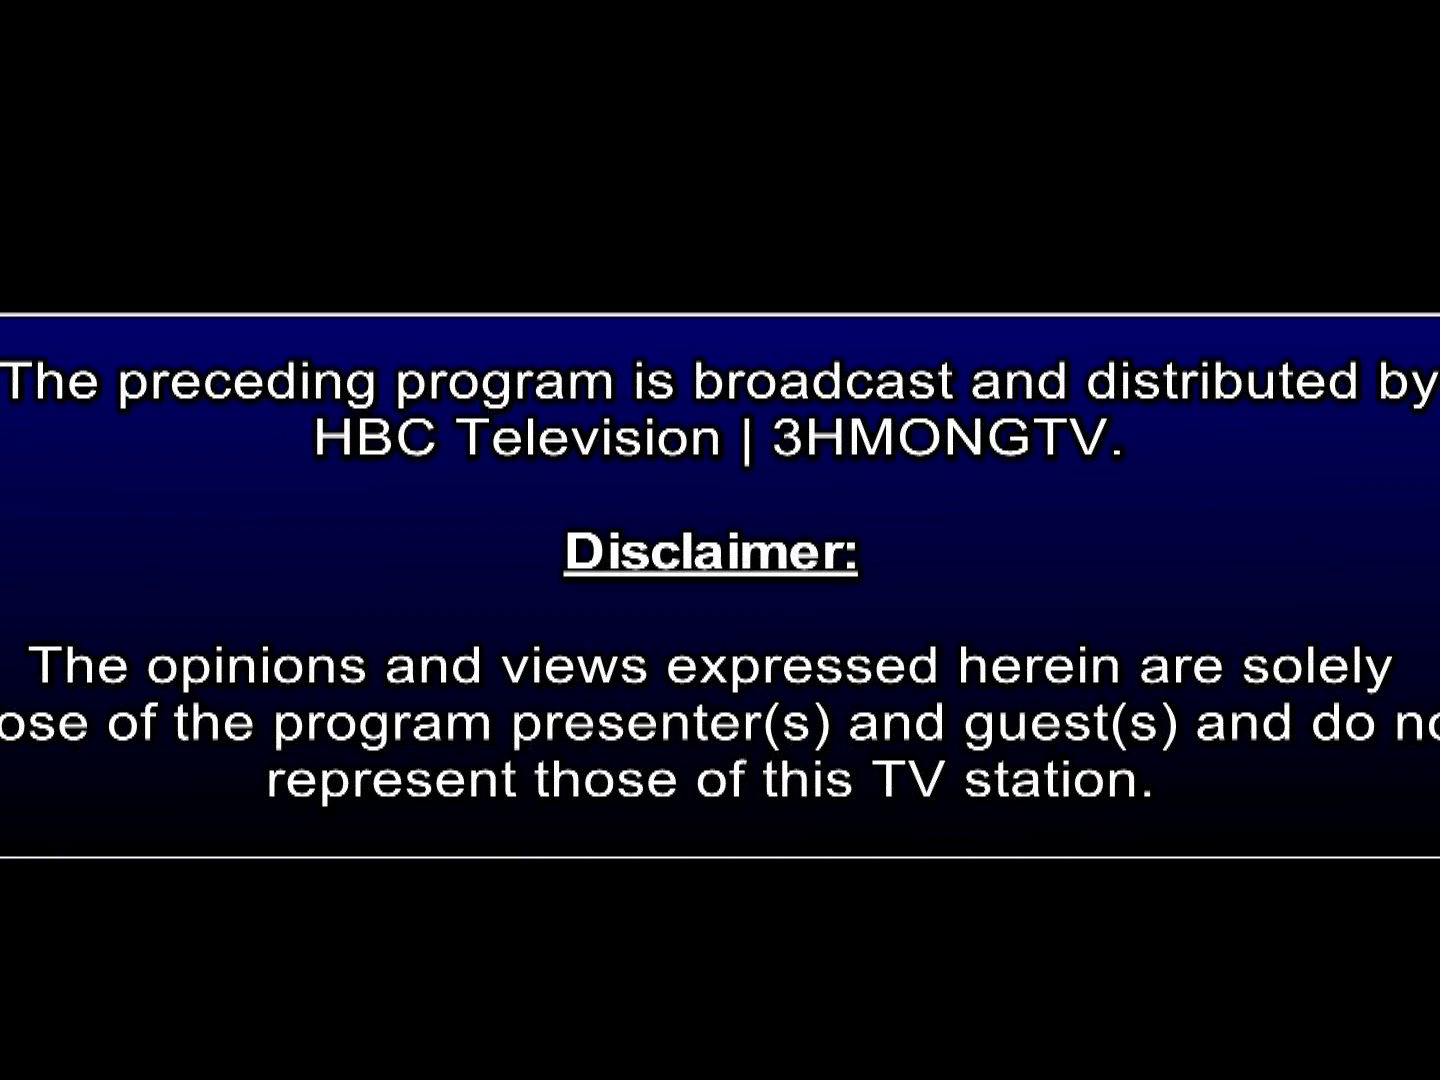 The preceding program is broadcast and distributed by
HBC Television | 3HMONGTV.
Disclaimer:
The opinions and views expressed herein are solely
ose of the program presenter(s) and guest(s) and do no
represent those of this TV station.